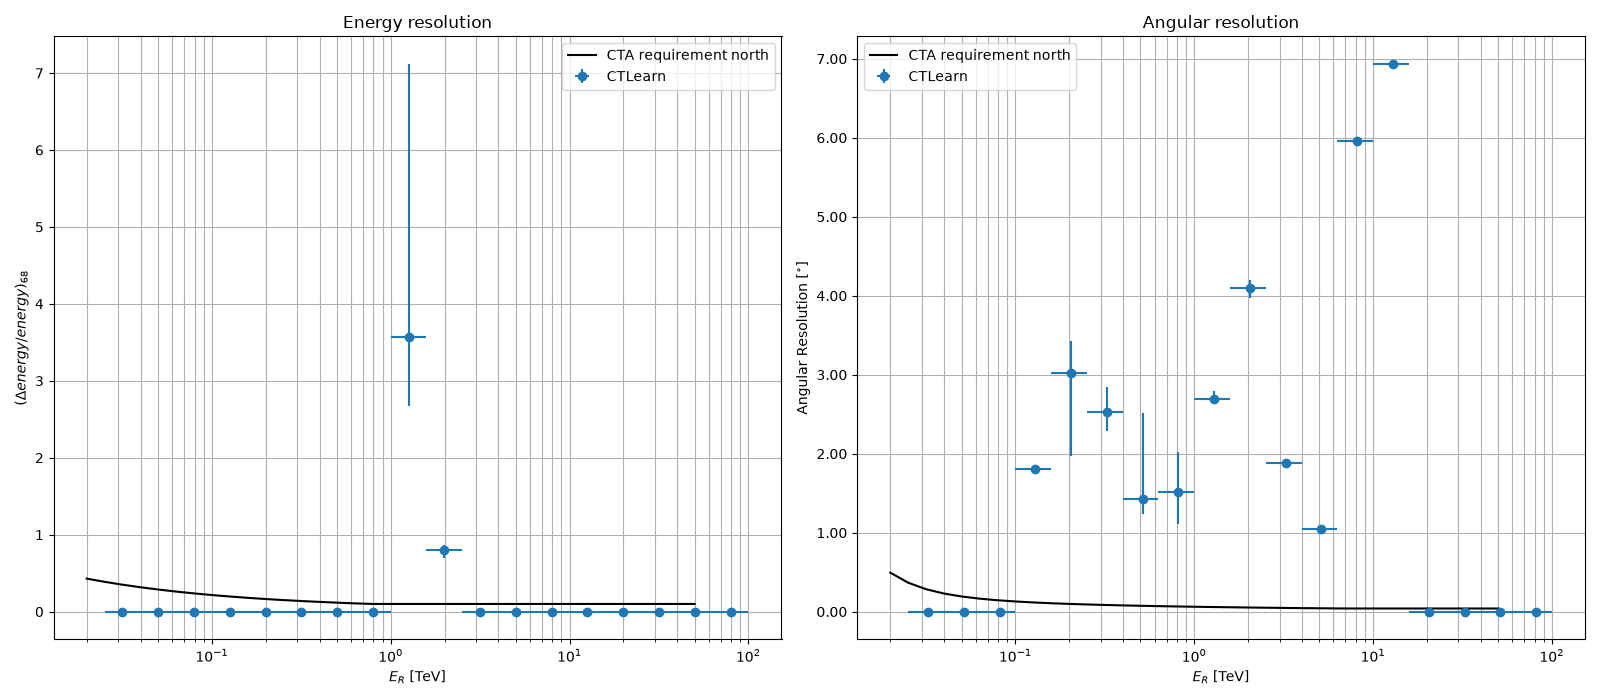 Energy resolution
CTA requirement north
CTLearn
7
6
5
4
3
2
1
0
(Δenergy/energy)₆₈
10⁻¹
10⁰
10¹
10²
E_R [TeV]
Angular resolution
CTA requirement north
CTLearn
7.00
6.00
5.00
4.00
3.00
2.00
1.00
0.00
Angular Resolution [°]
10⁻¹
10⁰
10¹
10²
E_R [TeV]